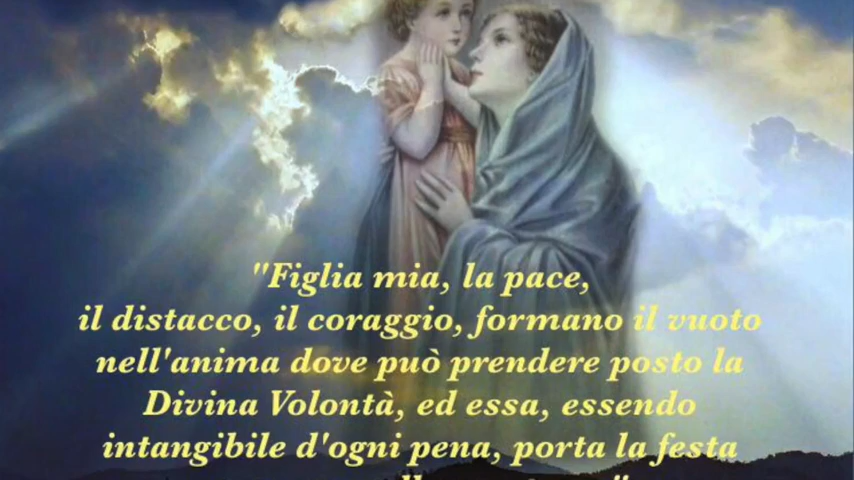 "Figlia mia, la pace,
il distacco, il coraggio, formano il vuoto
nell'anima dove può prendere posto la
Divina Volontà, ed essa, essendo
intangibile d'ogni pena, porta la festa